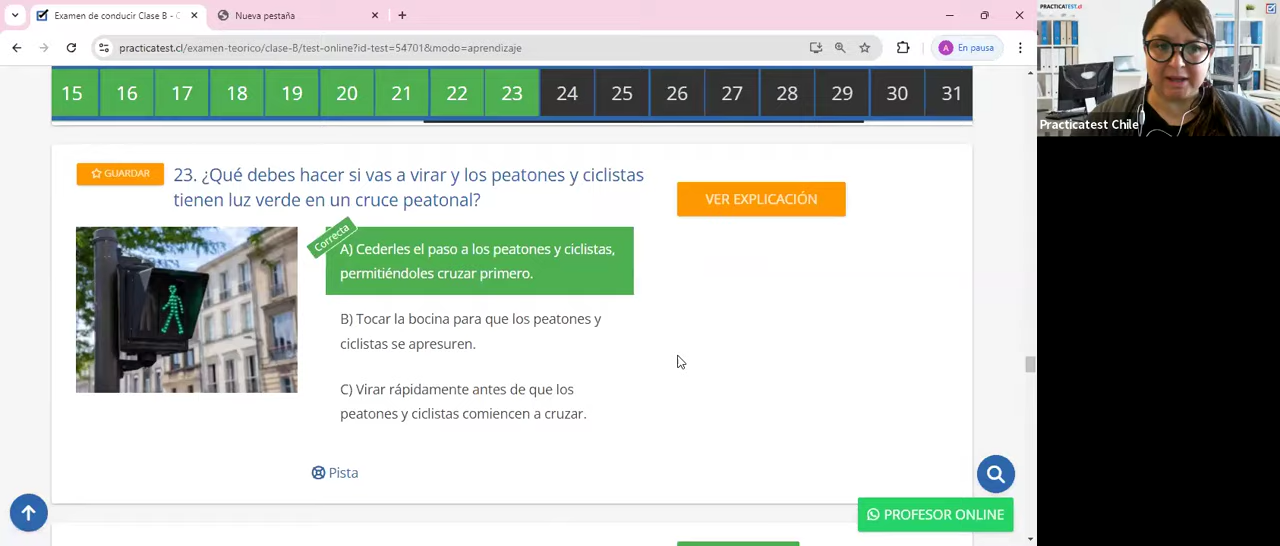 Examen de conducir Clase B - C
Nueva pestaña
practicatest.cl/examen-teorico/clase-B/test-online?id-test=54701&modo=aprendizaje
A
En pausa
PRACTICATEST.CL
Practicatest Chile
15 16 17 18 19 20 21 22 23 24 25 26 27 28 29 30 31
GUARDAR
23. ¿Qué debes hacer si vas a virar y los peatones y ciclistas
tienen luz verde en un cruce peatonal?
VER EXPLICACIÓN
Correcta
A) Cederles el paso a los peatones y ciclistas,
permitiéndoles cruzar primero.
B) Tocar la bocina para que los peatones y
ciclistas se apresuren.
C) Virar rápidamente antes de que los
peatones y ciclistas comiencen a cruzar.
Pista
PROFESOR ONLINE